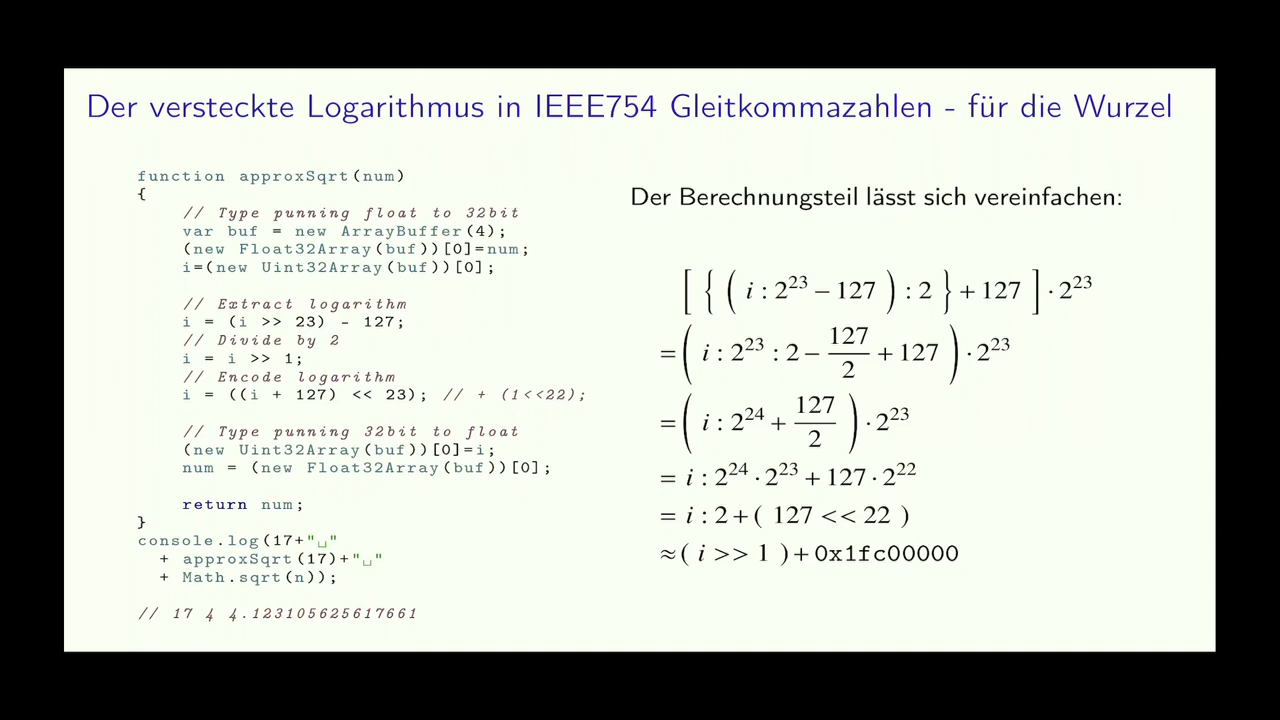 Der versteckte Logarithmus in IEEE754 Gleitkommazahlen - für die Wurzel
function approxSqrt(num)
{
// Type punning float to 32bit
var buf = new ArrayBuffer(4);
(new Float32Array(buf))[0]=num;
i=(new Uint32Array(buf))[0];
// Extract logarithm
i = (i >> 23) - 127;
// Divide by 2
i = i >> 1;
// Encode logarithm
i = ((i + 127) << 23); // + (1<<22);
// Type punning 32bit to float
(new Uint32Array(buf))[0]=i;
num = (new Float32Array(buf))[0];
return num;
}
console.log(17+"␣"
+ approxSqrt(17)+"␣"
+ Math.sqrt(n));
// 17 4 4.123105625617661
Der Berechnungsteil lässt sich vereinfachen:
[ { ( i : 2^23 − 127 ) : 2 } + 127 ] · 2^23
= ( i : 2^23 : 2 − 127/2 + 127 ) · 2^23
= ( i : 2^24 + 127/2 ) · 2^23
= i : 2^24 · 2^23 + 127 · 2^22
= i : 2 + ( 127 << 22 )
≈ ( i >> 1 ) + 0x1fc00000